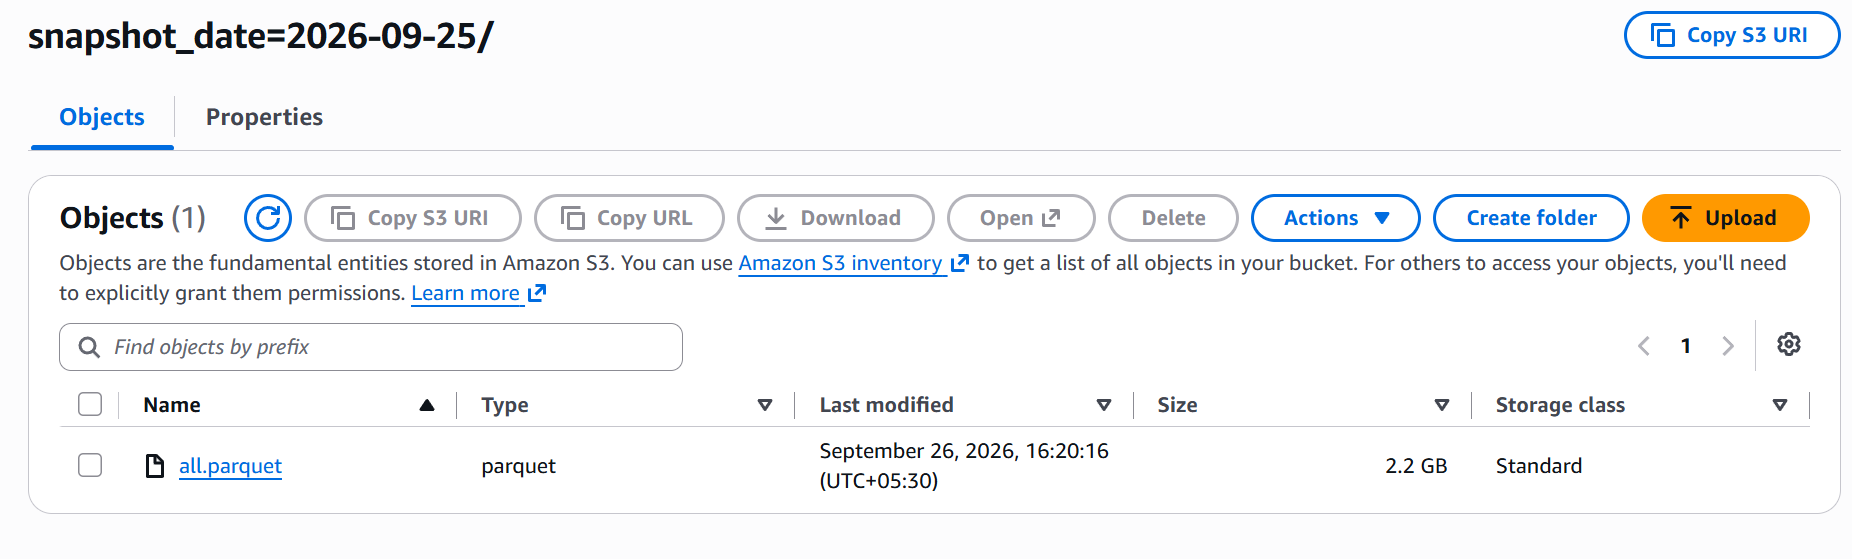 snapshot_date=2026-09-25/
Copy S3 URI
Objects
Properties
Objects (1)
Copy S3 URI
Copy URL
Download
Open
Delete
Actions
Create folder
Upload
Objects are the fundamental entities stored in Amazon S3. You can use Amazon S3 inventory to get a list of all objects in your bucket. For others to access your objects, you'll need
to explicitly grant them permissions. Learn more
Find objects by prefix
1
Name
Type
Last modified
Size
Storage class
all.parquet
parquet
September 26, 2026, 16:20:16
(UTC+05:30)
2.2 GB
Standard